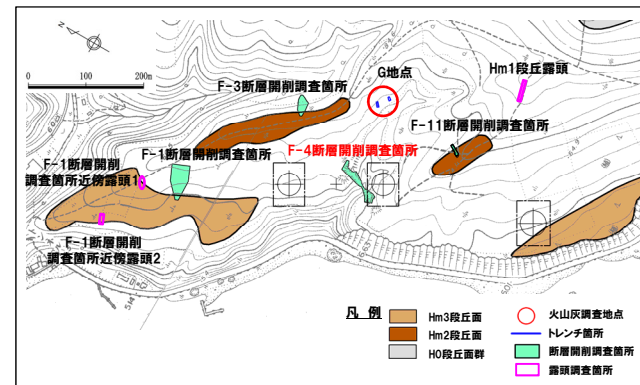 N
0 100 200m
G地点
Hm1段丘露頭
F-3断層開削調査箇所
F-11断層開削調査箇所
F-1断層開削調査箇所
F-4断層開削調査箇所
F-1断層開削
調査箇所近傍露頭1
F-1断層開削
調査箇所近傍露頭2
凡 例
Hm3段丘面
Hm2段丘面
H0段丘面群
火山灰調査地点
トレンチ箇所
断層開削調査箇所
露頭調査箇所